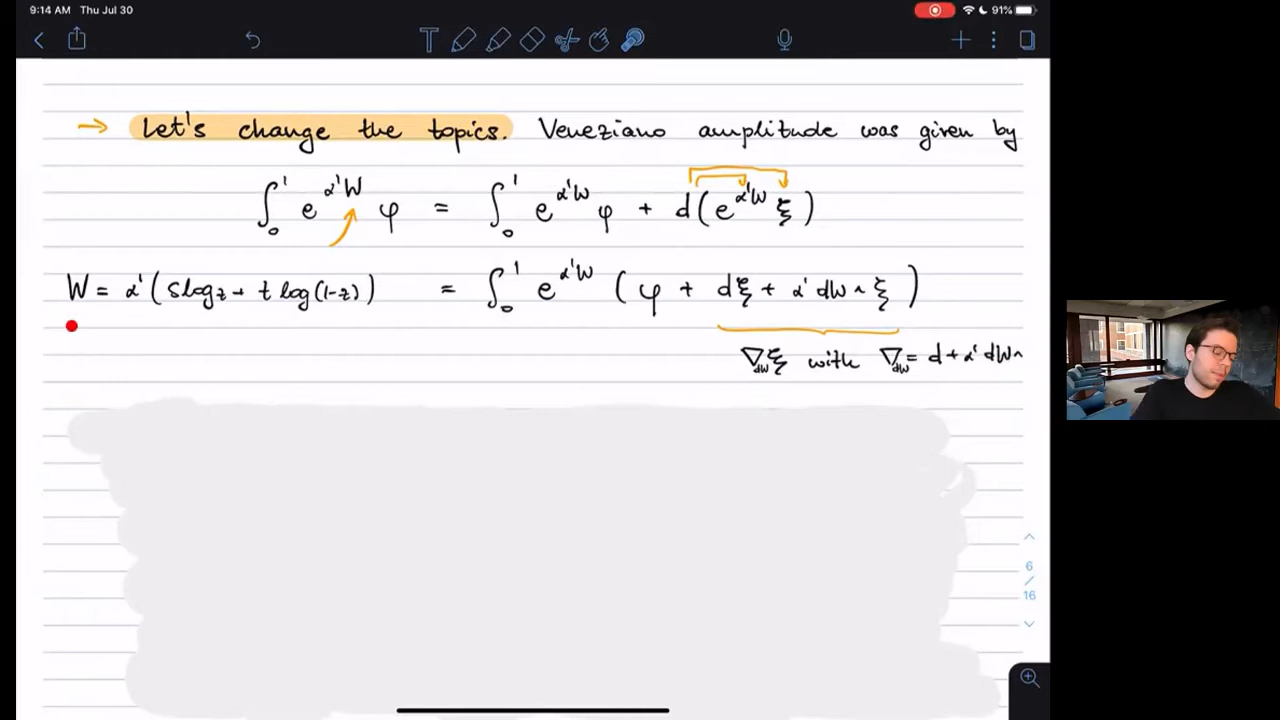 9:14 AM Thu Jul 30
91%
→ Let's change the topics. Veneziano amplitude was given by
∫₀¹ e^{α'W} φ = ∫₀¹ e^{α'W} φ + d(e^{α'W} ξ)
W = α'(s log z + t log(1-z)) = ∫₀¹ e^{α'W} (φ + dξ + α' dW ∧ ξ)
∇_{dW} ξ with ∇_{dW} = d + α' dW ∧
6
/
16